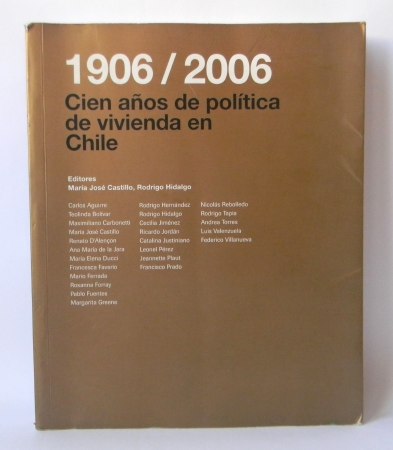 1906 / 2006
Cien años de política
de vivienda en
Chile
Editores
María José Castillo, Rodrigo Hidalgo
Carlos Aguirre
Teolinda Bolívar
Maximiliano Carbonetti
María José Castillo
Renato D'Alençon
Ana María de la Jara
María Elena Ducci
Francesca Faverio
Mario Ferrada
Rosanna Forray
Pablo Fuentes
Margarita Greene
Rodrigo Hernández
Rodrigo Hidalgo
Cecilia Jiménez
Ricardo Jordán
Catalina Justiniano
Leonel Pérez
Jeannette Plaut
Francisco Prado
Nicolás Rebolledo
Rodrigo Tapia
Andrea Torres
Luis Valenzuela
Federico Villanueva